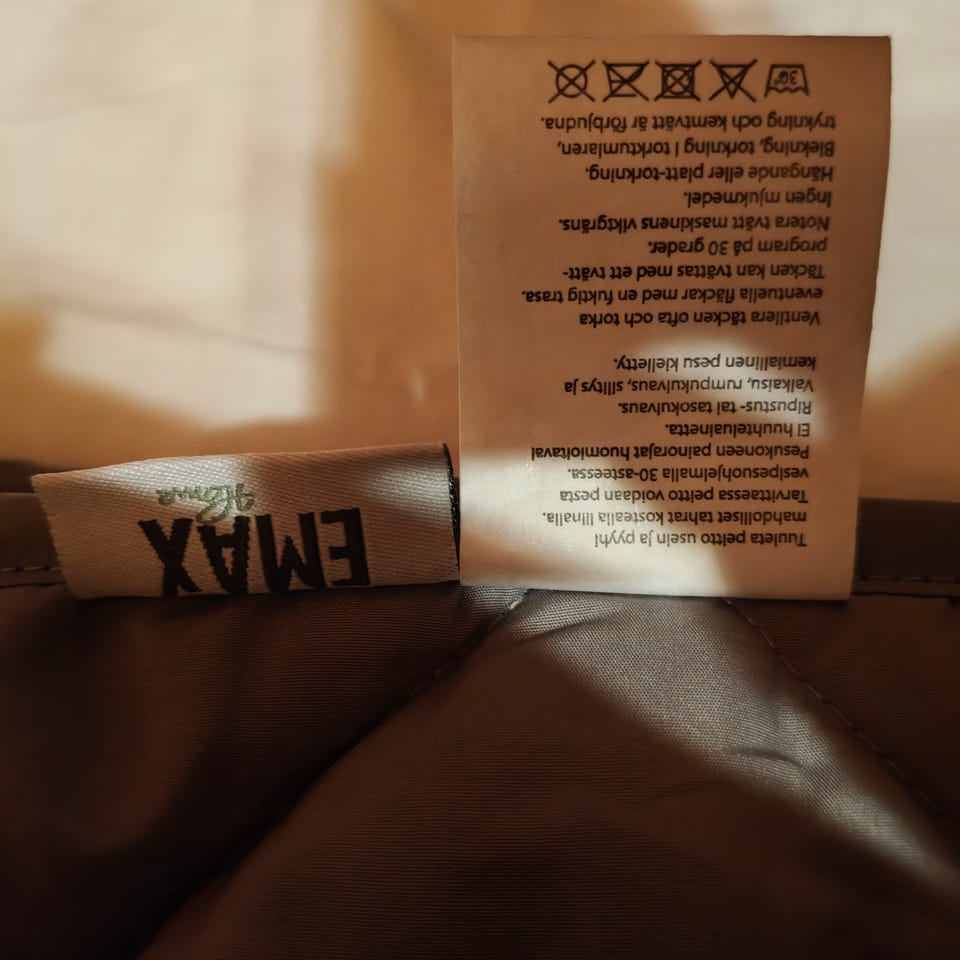 EMAX
Home
Tuuleta peitto usein ja pyyhi
mahdolliset tahrat kostealla liinalla.
Tarvittaessa peitto voidaan pesta
vesipesuohjelmalla 30-asteessa.
Pesukoneen painorajat huomioitava!
Ei huuhteluainetta.
Ripustus- tai tasokuivaus.
Valkaisu, rumpukuivaus, silitys ja
kemiallinen pesu kielletty.
Ventilera täcken ofta och torka
eventuella fläckar med en fuktig trasa.
Täcken kan tvättas med ett tvätt-
program på 30 grader.
Notera tvätt maskinens viktgräns.
Ingen mjukmedel.
Hängande eller platt-torkning.
Blekning, torkning i torktumlaren,
trykning och kemtvätt är förbjudna.
30°